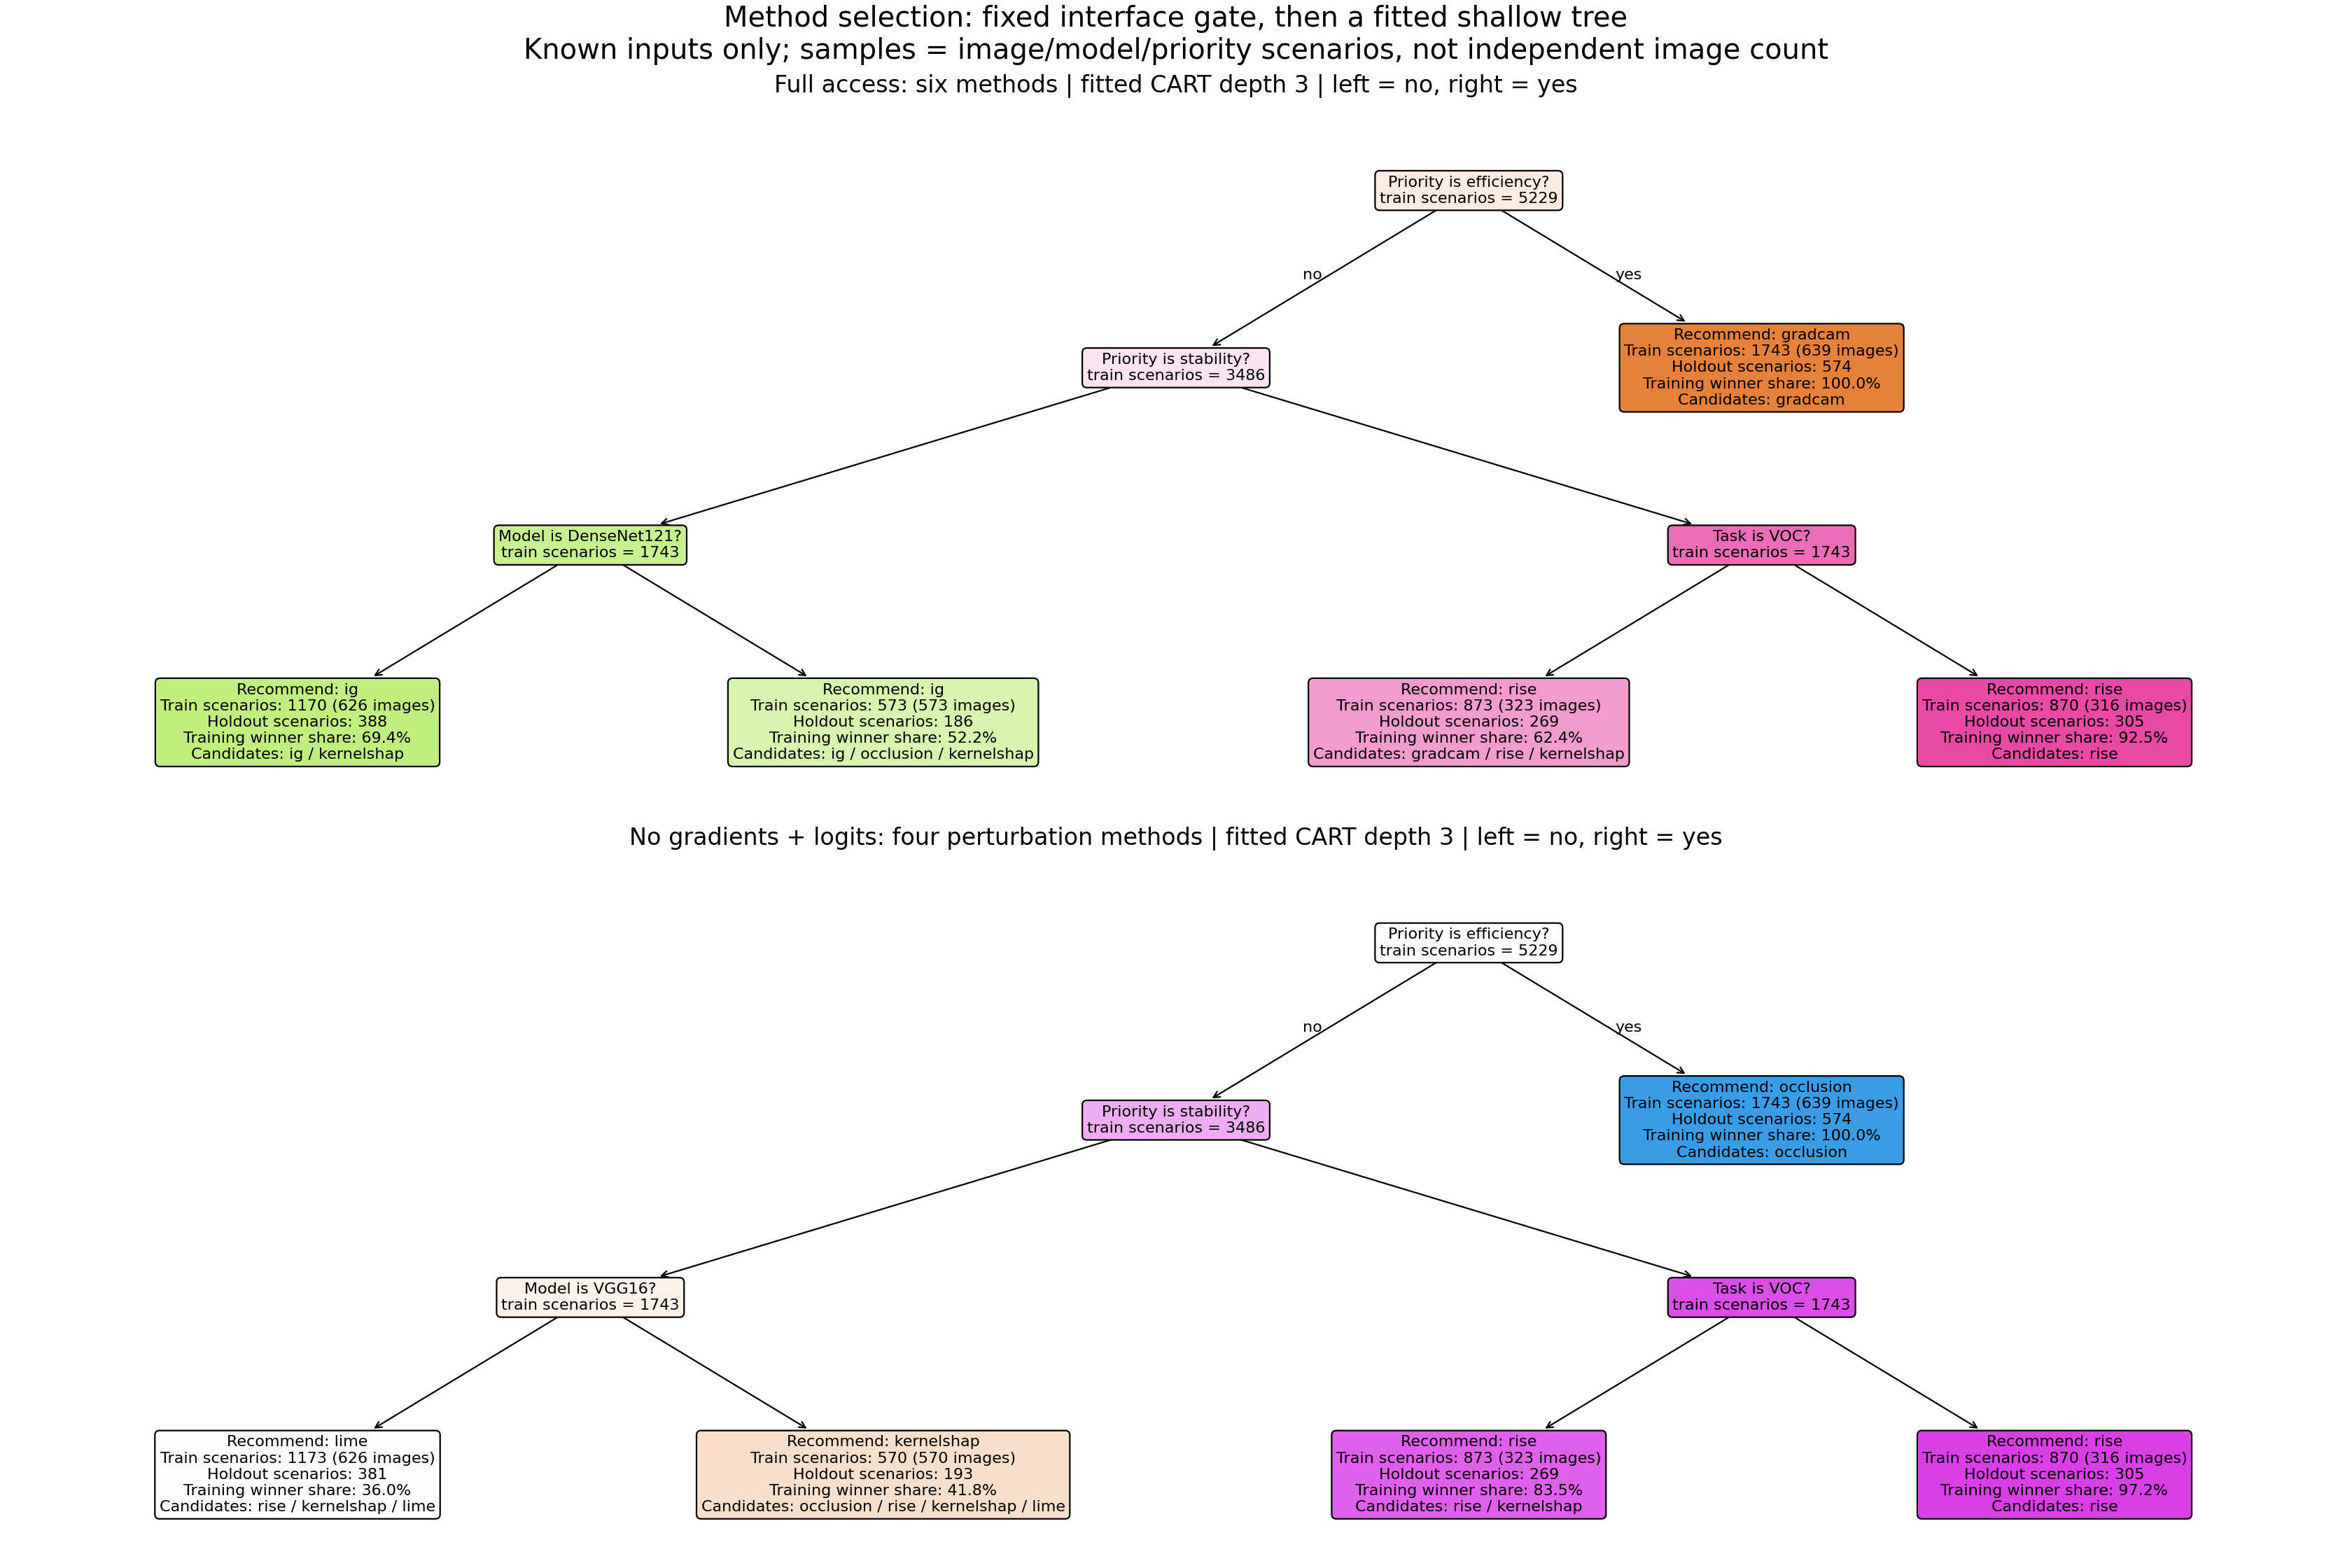 Method selection: fixed interface gate, then a fitted shallow tree
Known inputs only; samples = image/model/priority scenarios, not independent image count
Full access: six methods | fitted CART depth 3 | left = no, right = yes
Priority is efficiency?
train scenarios = 5229
no
yes
Recommend: gradcam
Train scenarios: 1743 (639 images)
Holdout scenarios: 574
Training winner share: 100.0%
Candidates: gradcam
Priority is stability?
train scenarios = 3486
Model is DenseNet121?
train scenarios = 1743
Task is VOC?
train scenarios = 1743
Recommend: ig
Train scenarios: 1170 (626 images)
Holdout scenarios: 388
Training winner share: 69.4%
Candidates: ig / kernelshap
Recommend: ig
Train scenarios: 573 (573 images)
Holdout scenarios: 186
Training winner share: 52.2%
Candidates: ig / occlusion / kernelshap
Recommend: rise
Train scenarios: 873 (323 images)
Holdout scenarios: 269
Training winner share: 62.4%
Candidates: gradcam / rise / kernelshap
Recommend: rise
Train scenarios: 870 (316 images)
Holdout scenarios: 305
Training winner share: 92.5%
Candidates: rise
No gradients + logits: four perturbation methods | fitted CART depth 3 | left = no, right = yes
Priority is efficiency?
train scenarios = 5229
no
yes
Recommend: occlusion
Train scenarios: 1743 (639 images)
Holdout scenarios: 574
Training winner share: 100.0%
Candidates: occlusion
Priority is stability?
train scenarios = 3486
Model is VGG16?
train scenarios = 1743
Task is VOC?
train scenarios = 1743
Recommend: lime
Train scenarios: 1173 (626 images)
Holdout scenarios: 381
Training winner share: 36.0%
Candidates: rise / kernelshap / lime
Recommend: kernelshap
Train scenarios: 570 (570 images)
Holdout scenarios: 193
Training winner share: 41.8%
Candidates: occlusion / rise / kernelshap / lime
Recommend: rise
Train scenarios: 873 (323 images)
Holdout scenarios: 269
Training winner share: 83.5%
Candidates: rise / kernelshap
Recommend: rise
Train scenarios: 870 (316 images)
Holdout scenarios: 305
Training winner share: 97.2%
Candidates: rise